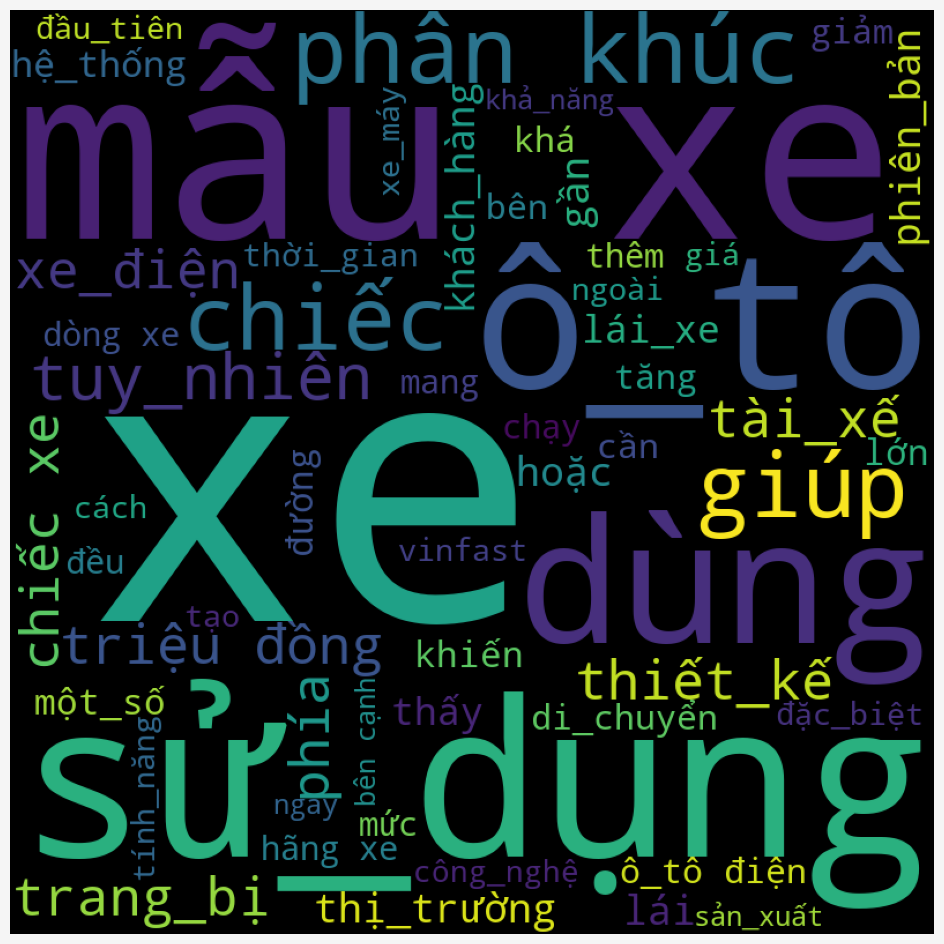 đầu_tiên
phân khúc
giảm
hệ_thống
phiên_bản
mẫu xe
xe_máy
khách_hàng
khả_năng
khá
gần
bên
xe_điện
thời_gian
thêm
giá
chiếc
ô_tô
ngoài
dòng xe
lái_xe
tuy_nhiên
mang
tăng
xe
chạy
cần
tài_xế
lớn
hoặc
giúp
chiếc xe
cách
đường
đều
vinfast
dùng
tạo
triệu đồng
khiến
thiết_kế
một_số
phía
bên cạnh
thấy
di_chuyển
đặc_biệt
sử_dụng
tính_năng
ngay
mức
hãng xe
công_nghệ
ô_tô điện
trang_bị
thị_trường
lái
sản_xuất